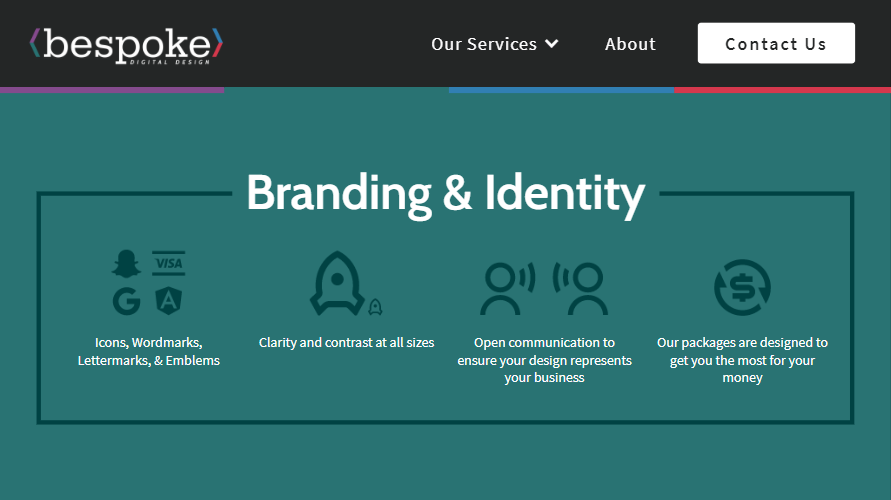 bespoke
DIGITAL DESIGN
Our Services
About
Contact Us
Branding & Identity
VISA
G
A
Icons, Wordmarks,
Lettermarks, & Emblems
Clarity and contrast at all sizes
Open communication to
ensure your design represents
your business
Our packages are designed to
get you the most for your
money